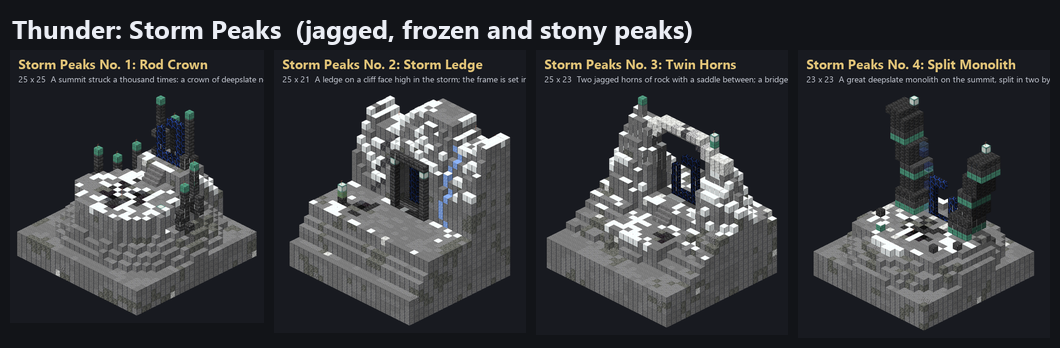 Thunder: Storm Peaks (jagged, frozen and stony peaks)
Storm Peaks No. 1: Rod Crown
25 x 25 A summit struck a thousand times: a crown of deepslate n
Storm Peaks No. 2: Storm Ledge
25 x 21 A ledge on a cliff face high in the storm; the frame is set in
Storm Peaks No. 3: Twin Horns
25 x 23 Two jagged horns of rock with a saddle between; a bridge
Storm Peaks No. 4: Split Monolith
23 x 23 A great deepslate monolith on the summit, split in two by